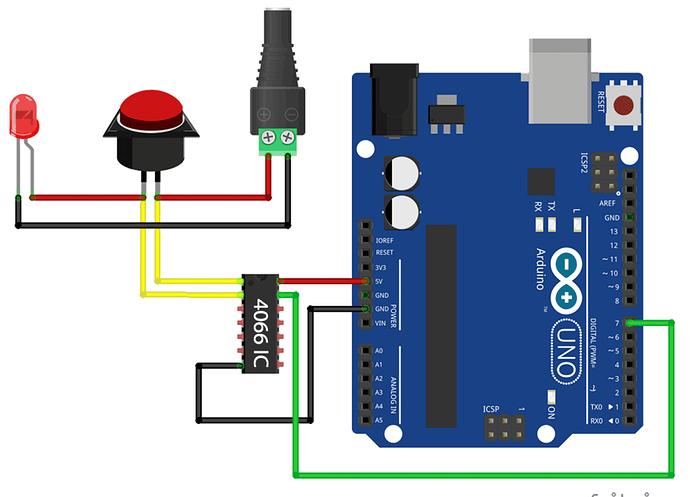 RESET
ICSP2
AREF
GND
13
12
~ 11
~ 10
~ 9
8
7
~ 6
~ 5
4
~ 3
2
TX0 ▶ 1
RX0 ◀ 0
DIGITAL (PWM=
L
TX
RX
Arduino
™
UNO
ON
ICSP
1
IOREF
RESET
3V3
5V
GND
GND
VIN
POWER
A0
A1
A2
A3
A4
A5
ANALOG IN
4066 IC
+
−